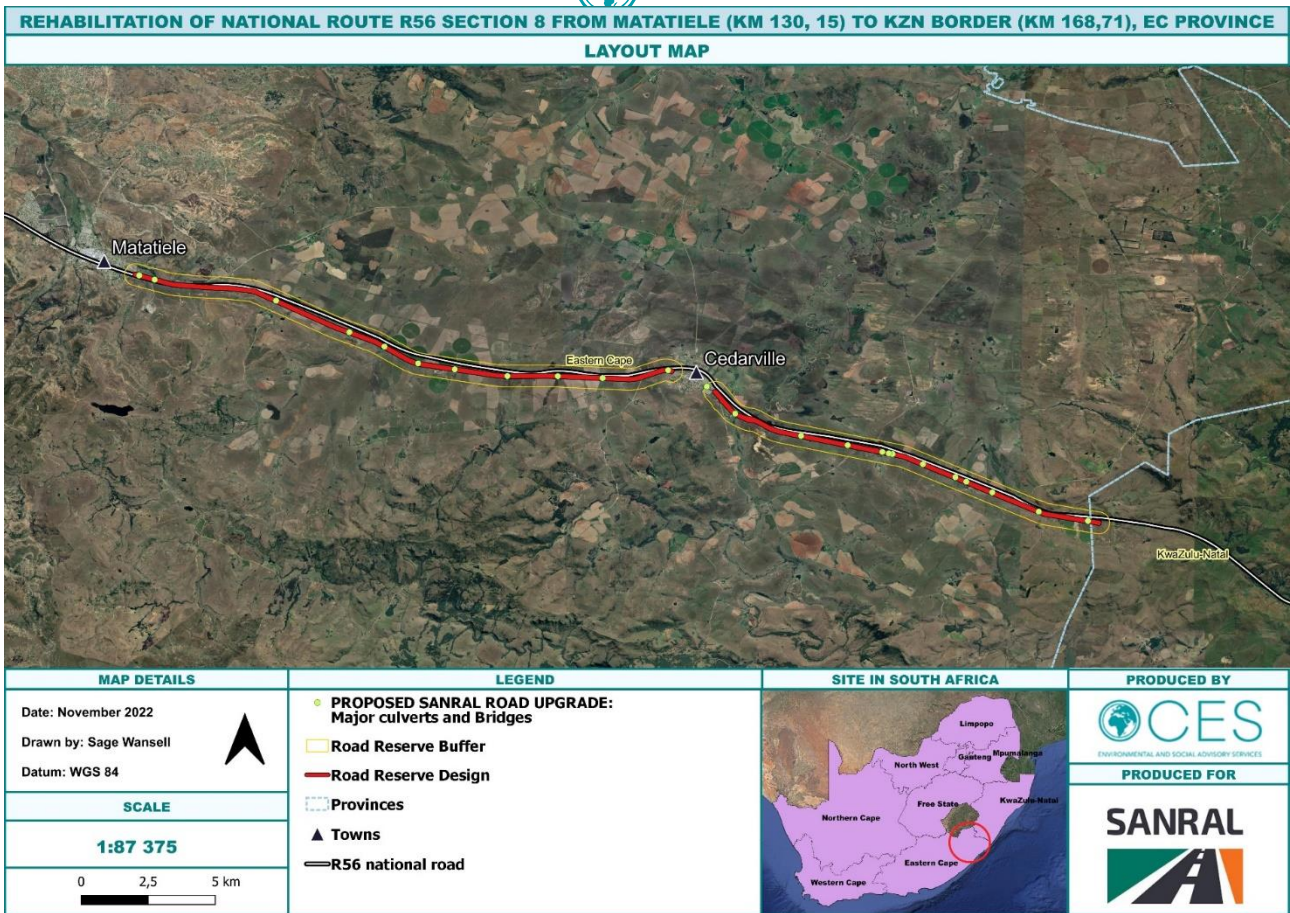 REHABILITATION OF NATIONAL ROUTE R56 SECTION 8 FROM MATATIELE (KM 130, 15) TO KZN BORDER (KM 168,71), EC PROVINCE
LAYOUT MAP
Matatiele
Eastern Cape
Cedarville
KwaZulu-Natal
MAP DETAILS
Date: November 2022
Drawn by: Sage Wansell
Datum: WGS 84
SCALE
1:87 375
0 2,5 5 km
LEGEND
PROPOSED SANRAL ROAD UPGRADE:
Major culverts and Bridges
Road Reserve Buffer
Road Reserve Design
Provinces
Towns
R56 national road
SITE IN SOUTH AFRICA
Limpopo
Mpumalanga
Gauteng
North West
Free State
KwaZulu-Natal
Northern Cape
Eastern Cape
Western Cape
PRODUCED BY
CES
ENVIRONMENTAL AND SOCIAL ADVISORY SERVICES
PRODUCED FOR
SANRAL